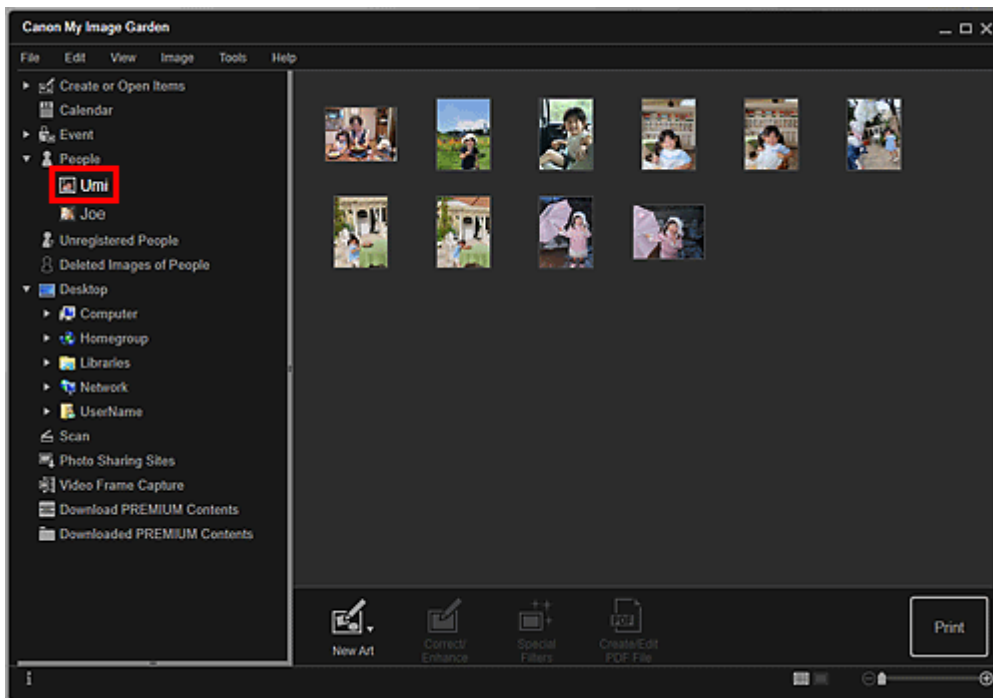 Canon My Image Garden
File Edit View Image Tools Help
Create or Open Items
Calendar
Event
People
Umi
Joe
Unregistered People
Deleted Images of People
Desktop
Computer
Homegroup
Libraries
Network
UserName
Scan
Photo Sharing Sites
Video Frame Capture
Download PREMIUM Contents
Downloaded PREMIUM Contents
New Art
Correct/
Enhance
Special
Filters
Create/Edit
PDF File
Print